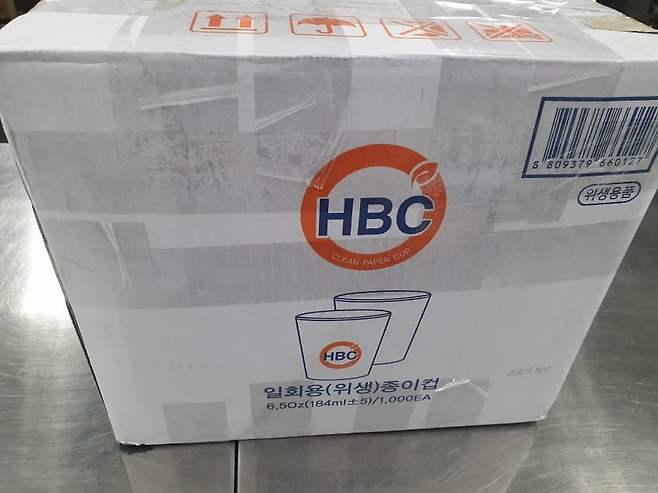 8 809379 660127
위생용품
HBC
CLEAN PAPER CUP
HBC
일회용(위생)종이컵
6.5Oz(184ml±5)/1,000EA